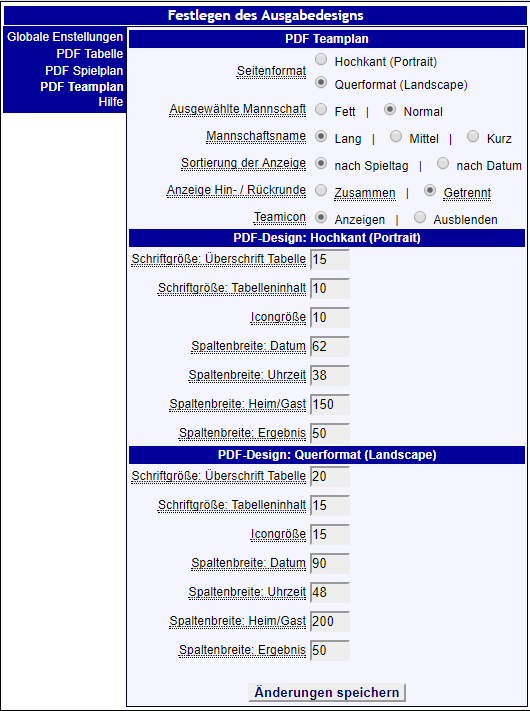 Festlegen des Ausgabedesigns
Globale Enstellungen
PDF Tabelle
PDF Spielplan
PDF Teamplan
Hilfe
PDF Teamplan
Seitenformat Hochkant (Portrait)
Querformat (Landscape)
Ausgewählte Mannschaft Fett | Normal
Mannschaftsname Lang | Mittel | Kurz
Sortierung der Anzeige nach Spieltag | nach Datum
Anzeige Hin- / Rückrunde Zusammen | Getrennt
Teamicon Anzeigen | Ausblenden
PDF-Design: Hochkant (Portrait)
Schriftgröße: Überschrift Tabelle 15
Schriftgröße: Tabelleninhalt 10
Icongröße 10
Spaltenbreite: Datum 62
Spaltenbreite: Uhrzeit 38
Spaltenbreite: Heim/Gast 150
Spaltenbreite: Ergebnis 50
PDF-Design: Querformat (Landscape)
Schriftgröße: Überschrift Tabelle 20
Schriftgröße: Tabelleninhalt 15
Icongröße 15
Spaltenbreite: Datum 90
Spaltenbreite: Uhrzeit 48
Spaltenbreite: Heim/Gast 200
Spaltenbreite: Ergebnis 50
Änderungen speichern